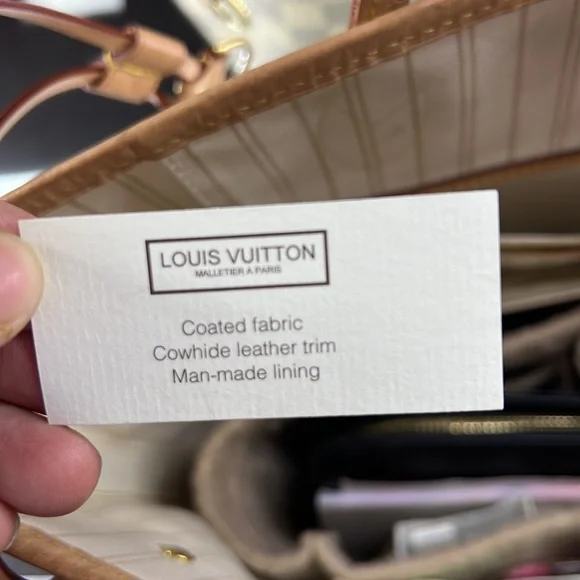 LOUIS VUITTON
MALLETIER A PARIS
Coated fabric
Cowhide leather trim
Man-made lining